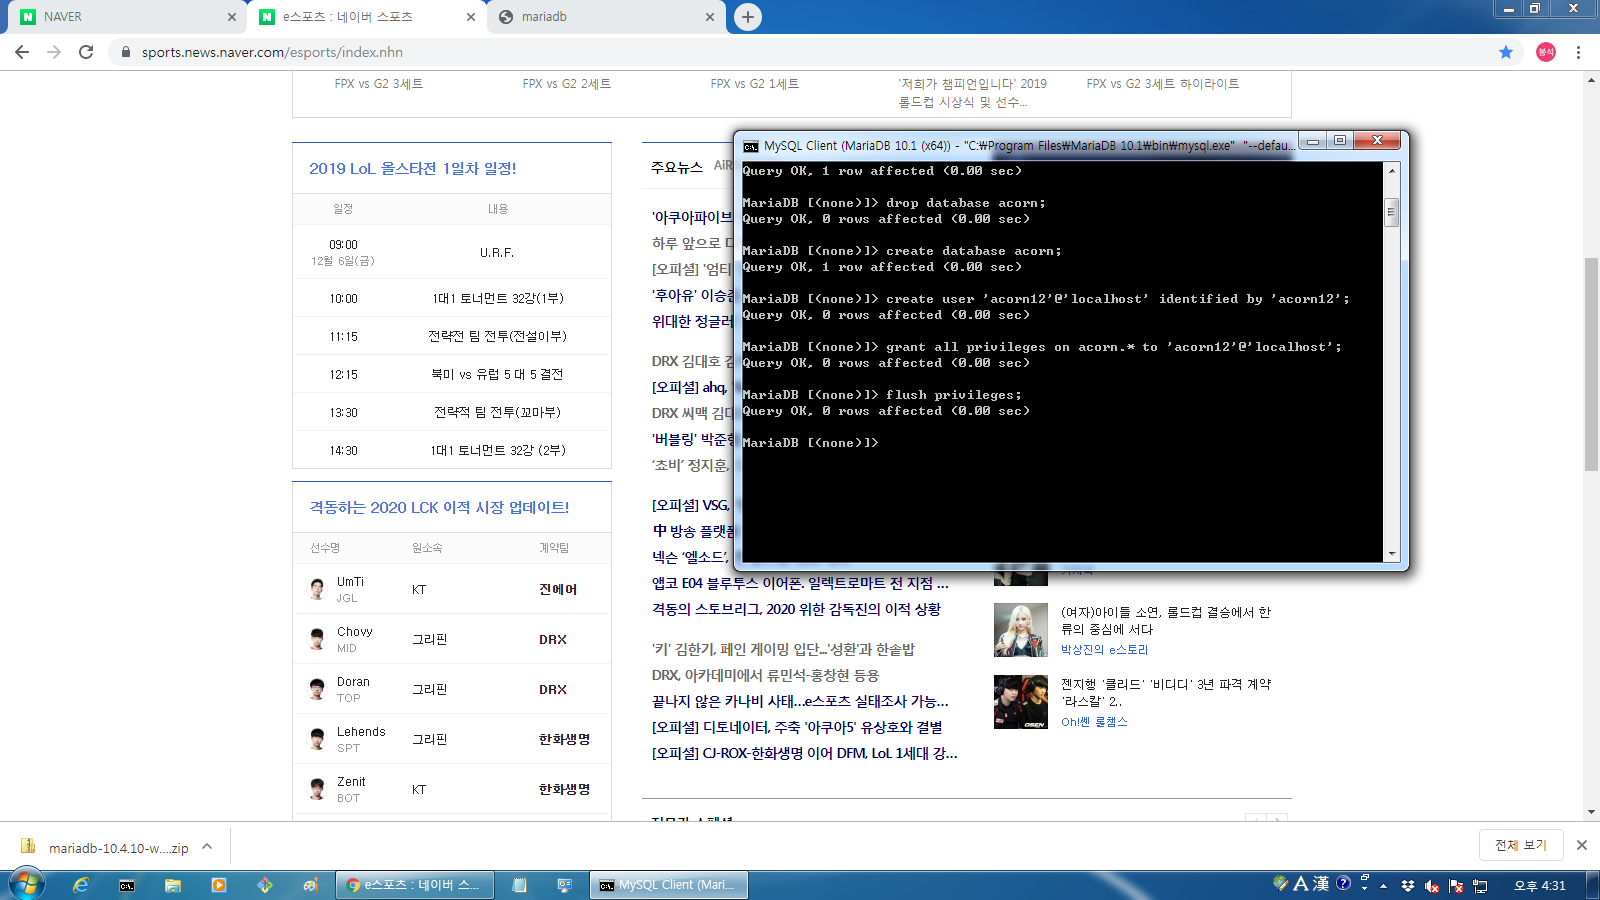 NAVER
e스포츠 : 네이버 스포츠
mariadb
sports.news.naver.com/esports/index.nhn
봉석
FPX vs G2 3세트
FPX vs G2 2세트
FPX vs G2 1세트
'저희가 챔피언입니다' 2019
롤드컵 시상식 및 선수...
FPX vs G2 3세트 하이라이트
2019 LoL 올스타전 1일차 일정!
일정
내용
09:00
12월 6일(금)
U.R.F.
10:00
1대1 토너먼트 32강(1부)
11:15
전략전 팀 전투(전설이부)
12:15
북미 vs 유럽 5 대 5 결전
13:30
전략적 팀 전투(꼬마부)
14:30
1대1 토너먼트 32강 (2부)
격동하는 2020 LCK 이적 시장 업데이트!
선수명
원소속
계약팀
UmTi
JGL
KT
진에어
Chovy
MID
그리핀
DRX
Doran
TOP
그리핀
DRX
Lehends
SPT
그리핀
한화생명
Zenit
BOT
KT
한화생명
주요뉴스
AiR
'아쿠아파이브
하루 앞으로
[오피셜] '엄티
'후아유' 이승준
위대한 정글러
DRX 김대호
[오피셜] ahq,
DRX 씨맥 김대
'버블링' 박준형
'쵸비' 정지훈,
[오피셜] VSG,
中 방송 플랫폼
넥슨 '엘소드',
앱코 E04 블루투스 이어폰. 일렉트로마트 전 지점 ...
격동의 스토브리그, 2020 위한 감독진의 이적 상황
'키' 김한기, 페인 게이밍 입단...'성환'과 한솥밥
DRX, 아카데미에서 류민석-홍창현 등용
끝나지 않은 카나비 사태...e스포츠 실태조사 가능...
[오피셜] 디토네이터, 주축 '아쿠아5' 유상호와 결별
[오피셜] CJ-ROX-한화생명 이어 DFM, LoL 1세대 강...
MySQL Client (MariaDB 10.1 (x64)) - "C:￦Program Files￦MariaDB 10.1￦bin￦mysql.exe" "--defau...
Query OK, 1 row affected (0.00 sec)
MariaDB [(none)]> drop database acorn;
Query OK, 0 rows affected (0.00 sec)
MariaDB [(none)]> create database acorn;
Query OK, 1 row affected (0.00 sec)
MariaDB [(none)]> create user 'acorn12'@'localhost' identified by 'acorn12';
Query OK, 0 rows affected (0.00 sec)
MariaDB [(none)]> grant all privileges on acorn.* to 'acorn12'@'localhost';
Query OK, 0 rows affected (0.00 sec)
MariaDB [(none)]> flush privileges;
Query OK, 0 rows affected (0.00 sec)
MariaDB [(none)]>
(여자)아이들 소연, 롤드컵 결승에서 한
류의 중심에 서다
박상진의 e스토리
젠지행 '클리드' '비디디' 3년 파격 계약
'라스칼' 2..
Oh!쎈 롤챔스
mariadb-10.4.10-w....zip
전체 보기
e스포츠 : 네이버 스...
MySQL Client (Mari...
A 漢
오후 4:31